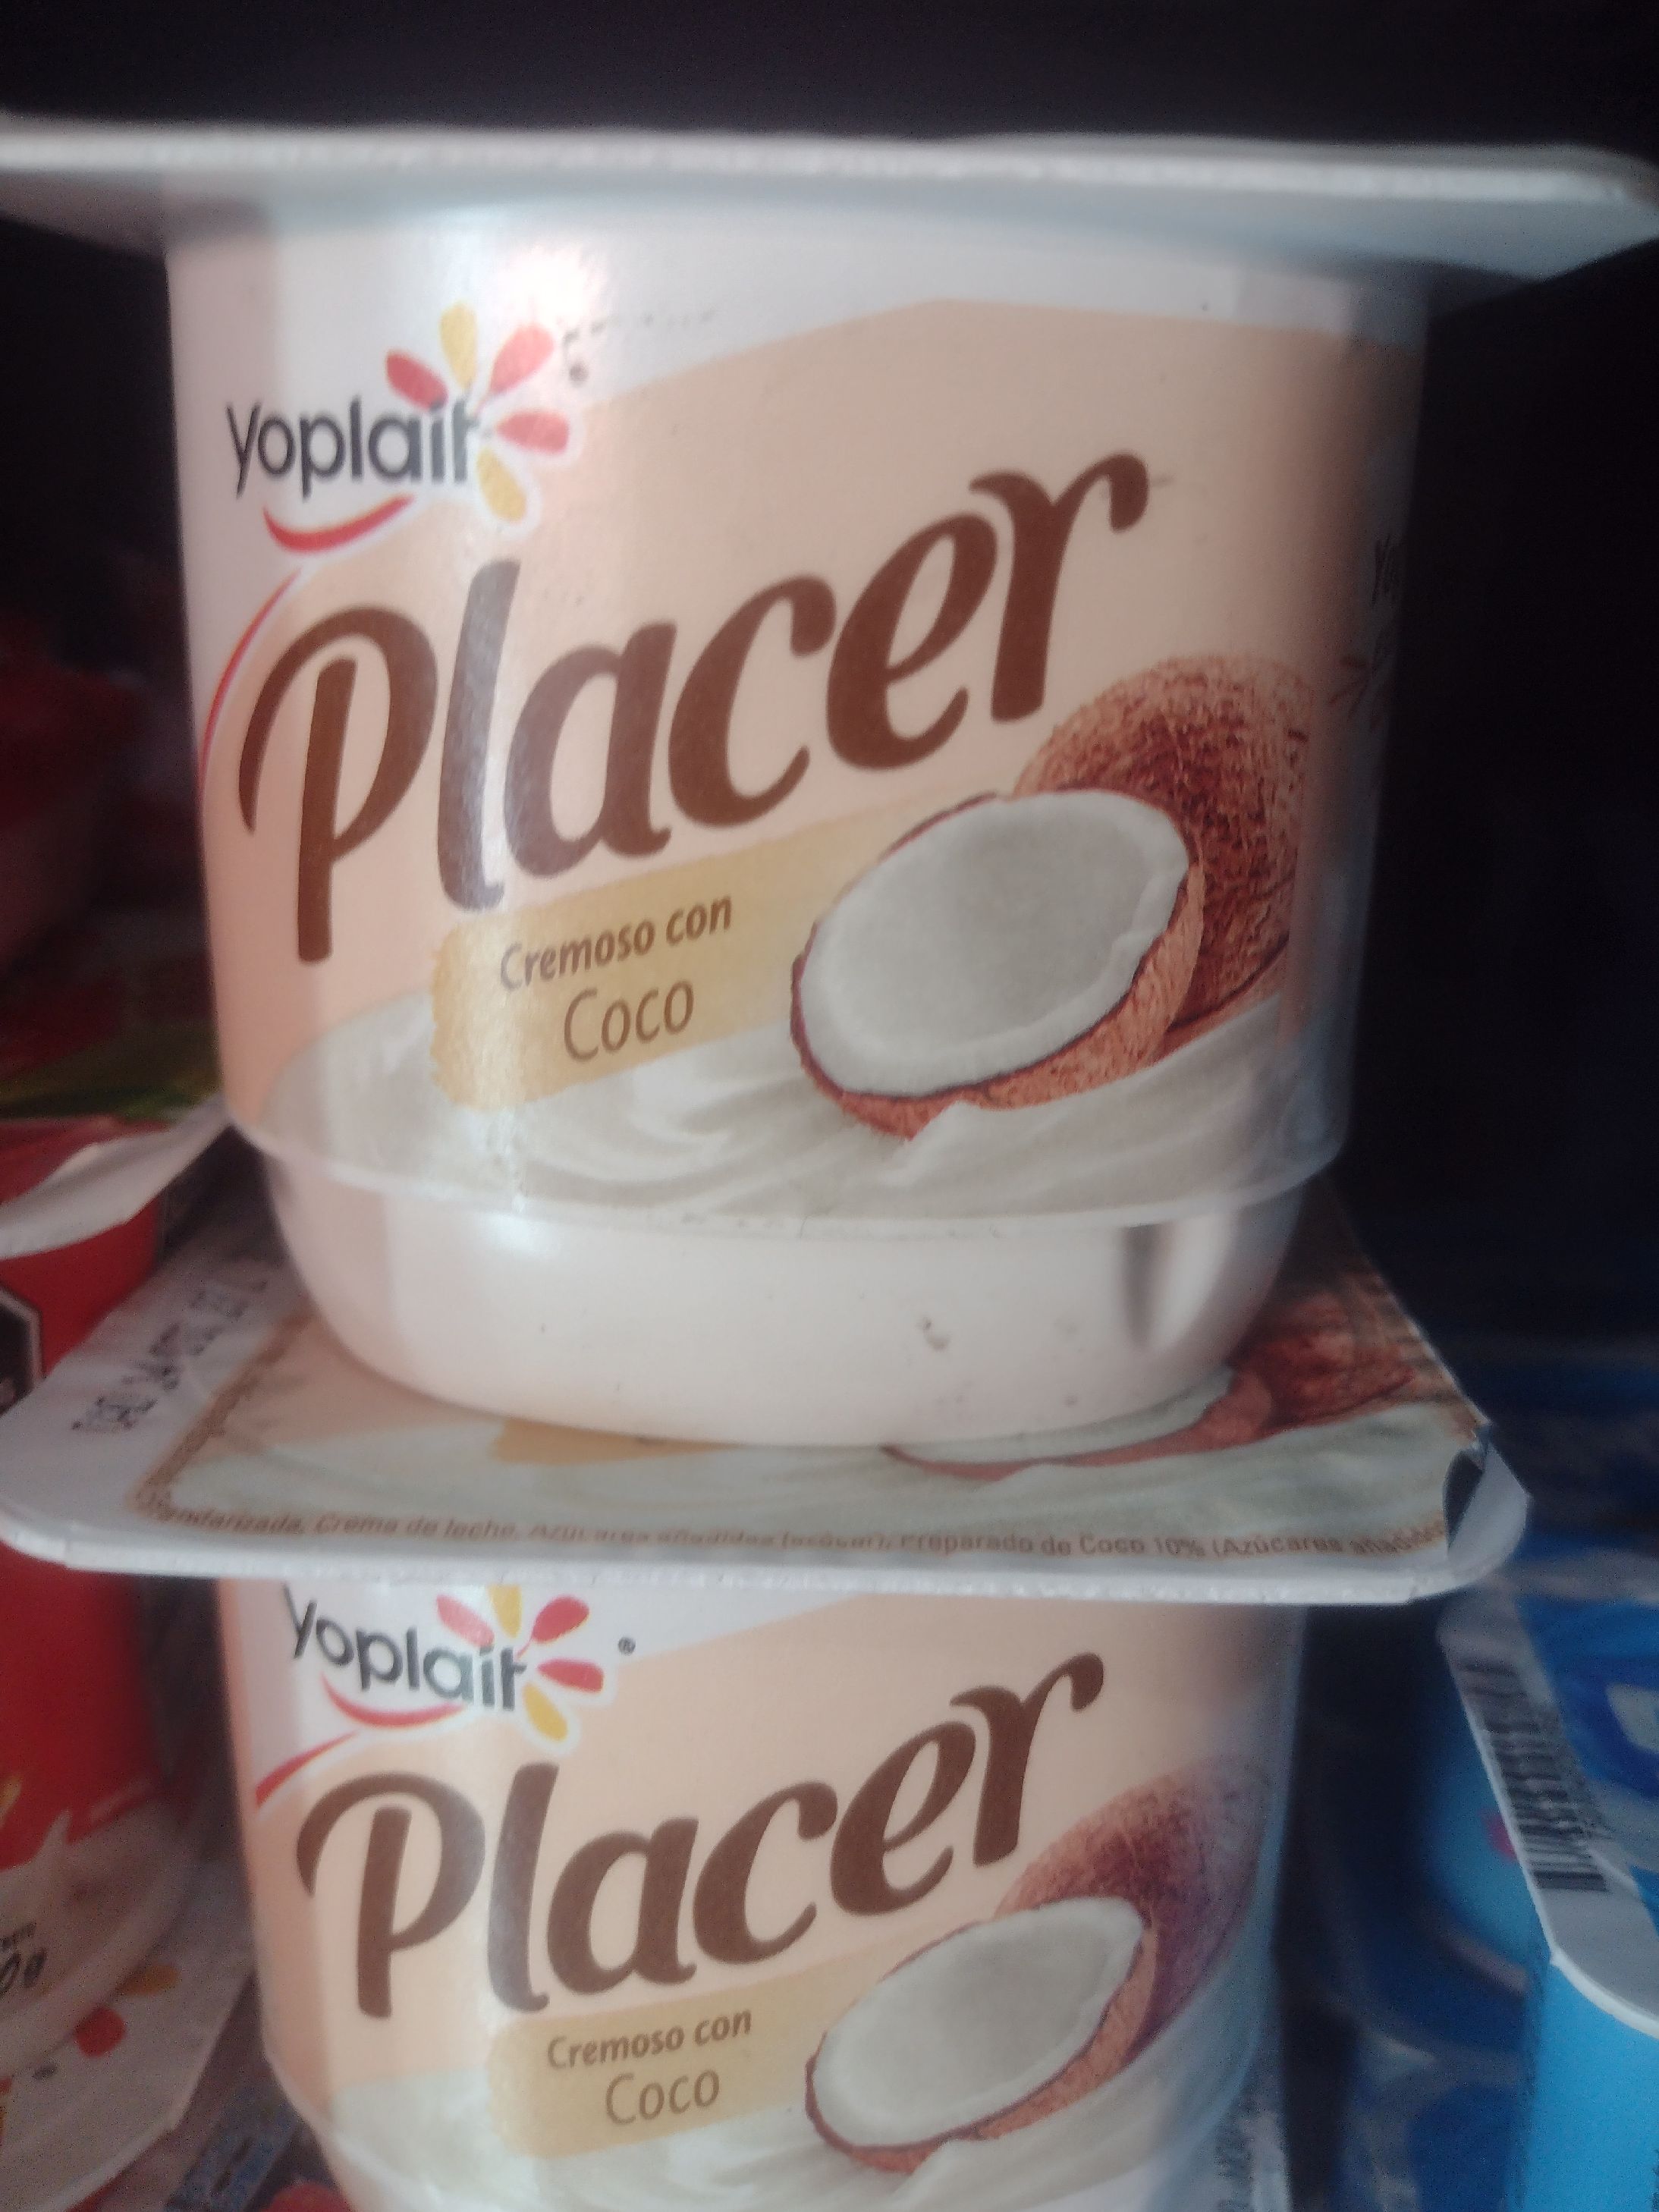 yoplait
Placer
Cremoso con
Coco
Crema de leche, Azúcares añadidos (azúcar), Preparado de Coco 10% (Azúcares añadidos
yoplait®
Placer
Cremoso con
Coco